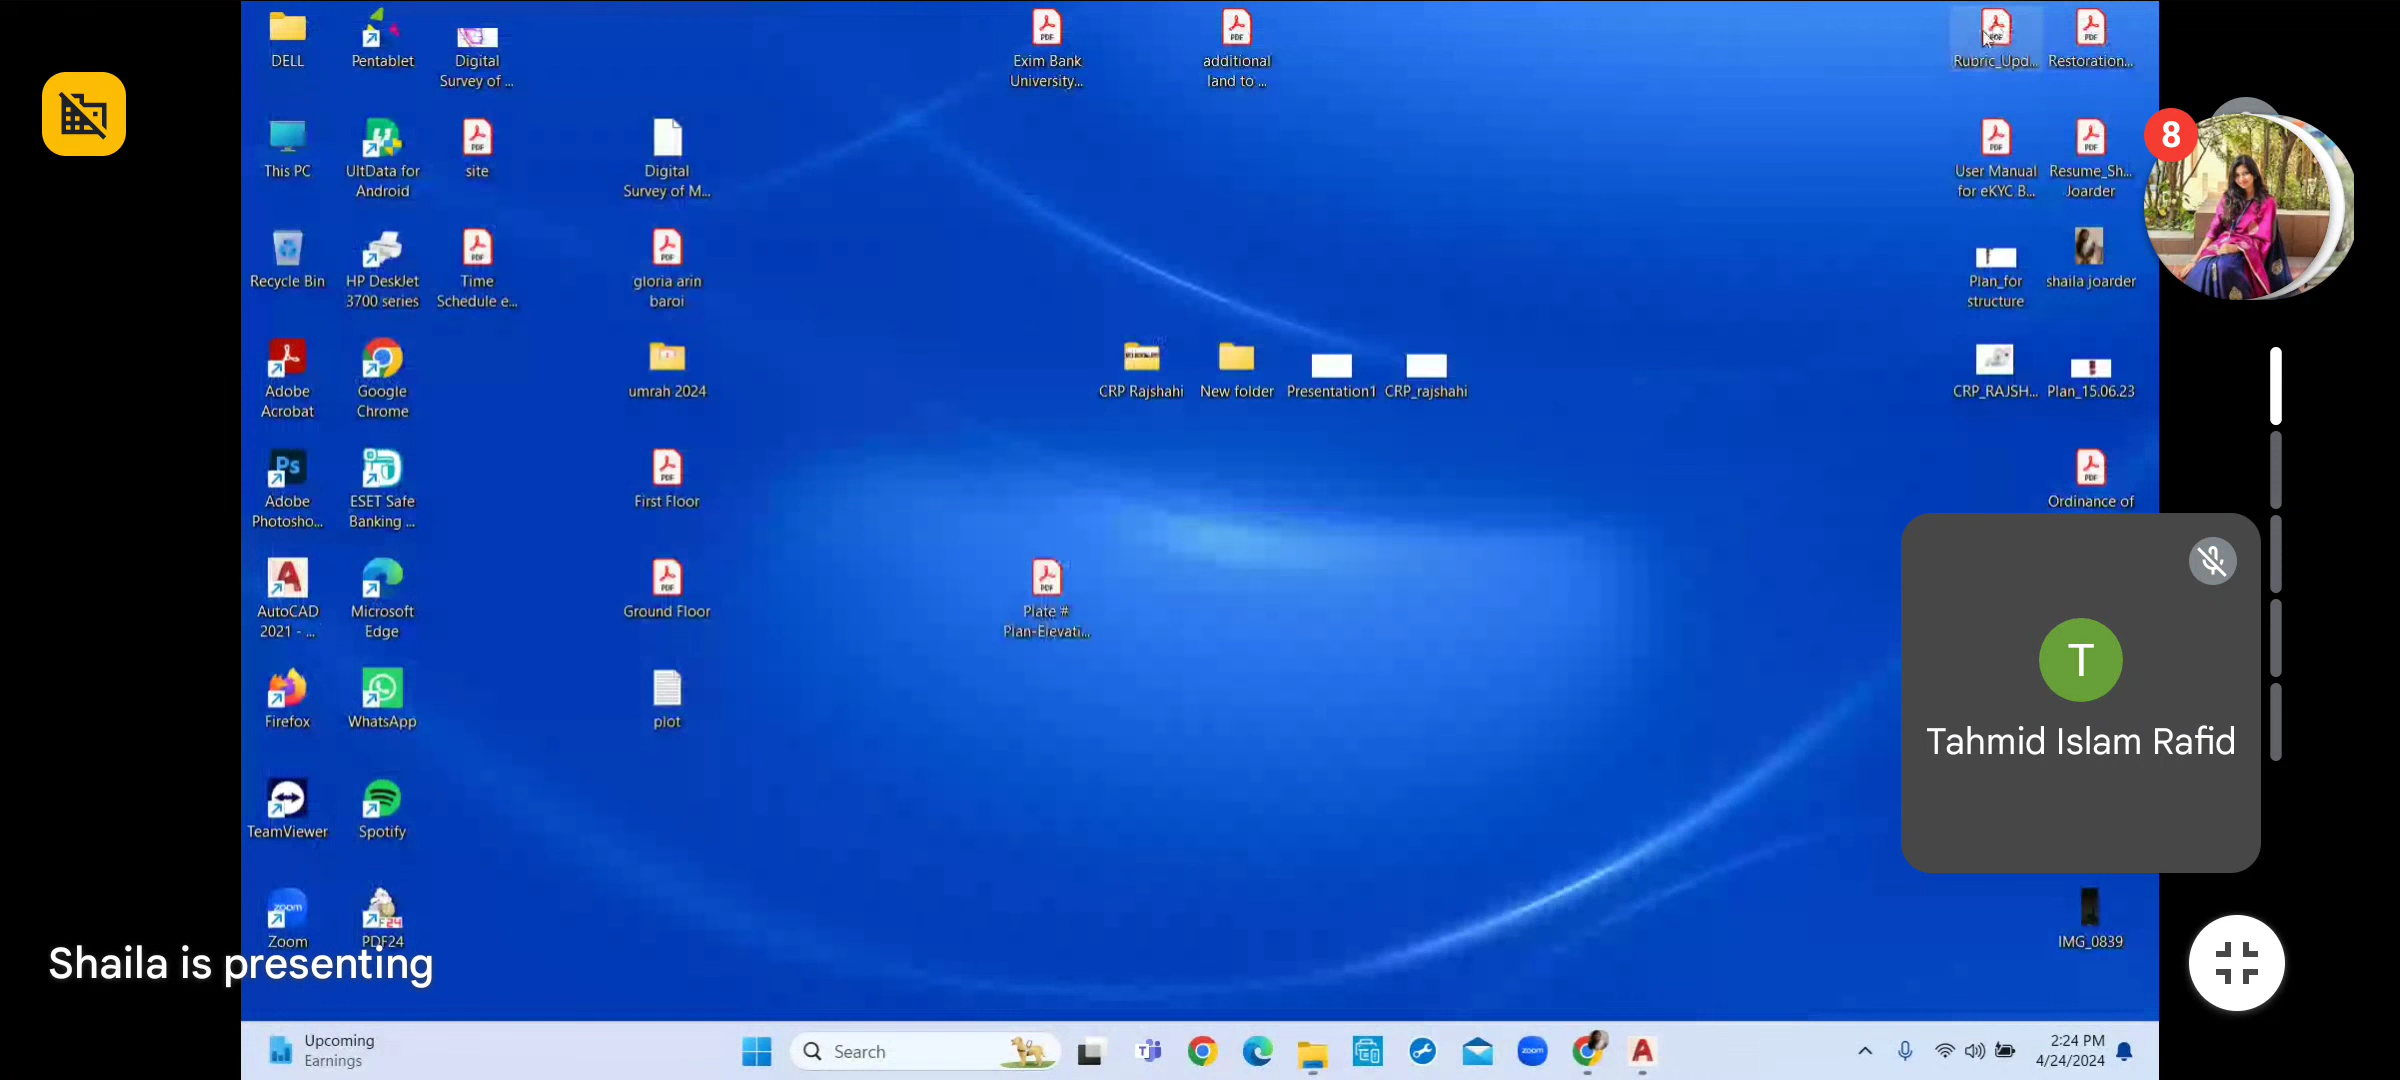 DELL
Pentablet
Digital
Survey of ...
Exim Bank
University...
additional
land to ...
Rubric_Upd...
Restoration...
This PC
UltData for
Android
site
Digital
Survey of M...
User Manual
for eKYC B...
Resume_Sh...
Joarder
8
Recycle Bin
HP DeskJet
3700 series
Time
Schedule e...
gloria arin
baroi
Plan_for
structure
shaila joarder
Adobe
Acrobat
Google
Chrome
umrah 2024
CRP Rajshahi
New folder
Presentation1
CRP_rajshahi
CRP_RAJSH...
Plan_15.06.23
Adobe
Photosho...
ESET Safe
Banking ...
First Floor
Ordinance of
AutoCAD
2021 - ...
Microsoft
Edge
Ground Floor
Plate #
Plan-Elevati...
T
Tahmid Islam Rafid
Firefox
WhatsApp
plot
TeamViewer
Spotify
Zoom
PDF24
IMG_0839
Shaila is presenting
Upcoming
Earnings
Search
zoom
2:24 PM
4/24/2024